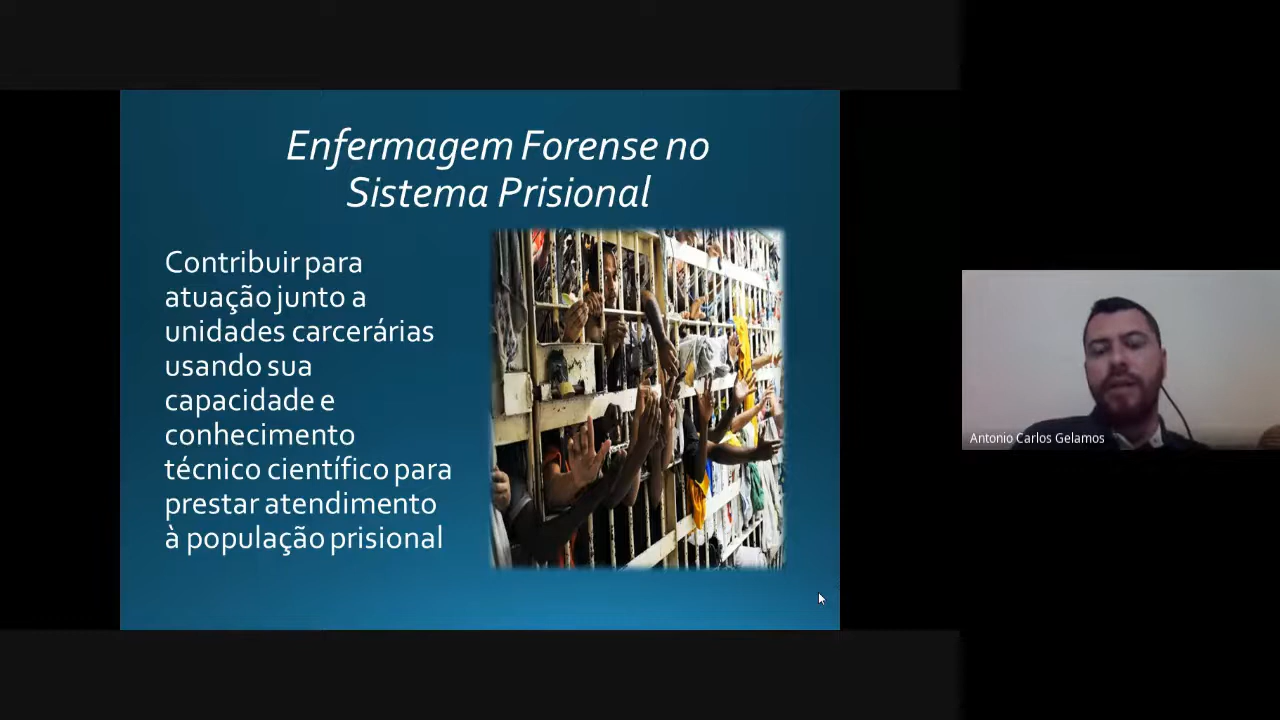 Enfermagem Forense no
Sistema Prisional
Contribuir para
atuação junto a
unidades carcerárias
usando sua
capacidade e
conhecimento
técnico científico para
prestar atendimento
à população prisional
Antonio Carlos Gelamos